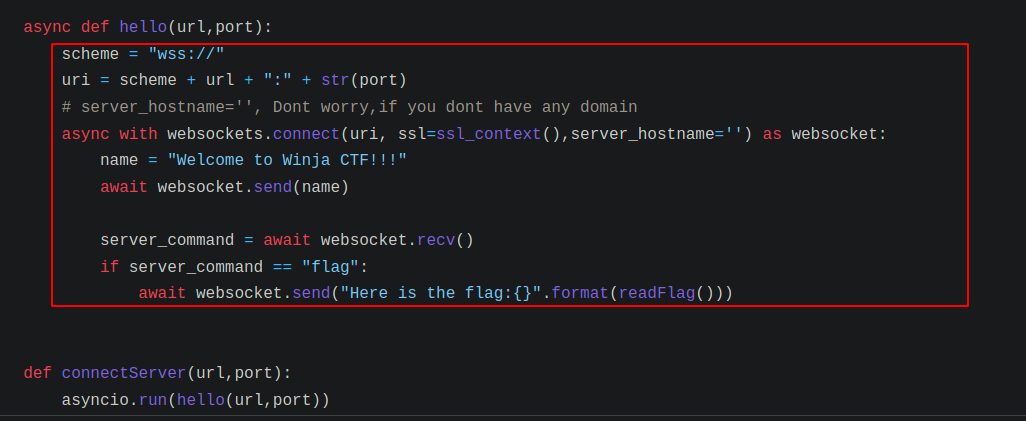 async def hello(url,port):
    scheme = "wss://"
    uri = scheme + url + ":" + str(port)
    # server_hostname='', Dont worry,if you dont have any domain
    async with websockets.connect(uri, ssl=ssl_context(),server_hostname='') as websocket:
        name = "Welcome to Winja CTF!!!"
        await websocket.send(name)
        server_command = await websocket.recv()
        if server_command == "flag":
            await websocket.send("Here is the flag:{}".format(readFlag()))
def connectServer(url,port):
    asyncio.run(hello(url,port))